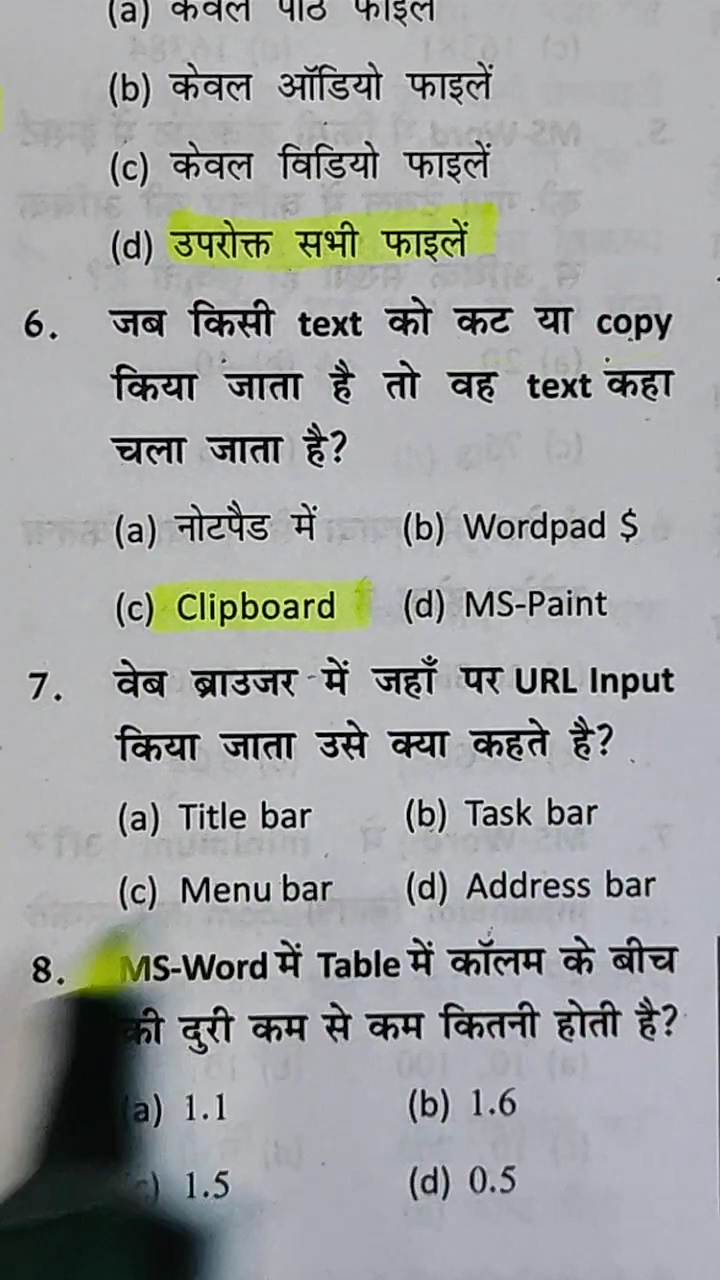 (a) केवल पाठ फाइलें
(b) केवल ऑडियो फाइलें
(c) केवल विडियो फाइलें
(d) उपरोक्त सभी फाइलें
6. जब किसी text को कट या copy
किया जाता है तो वह text कहा
चला जाता है?
(a) नोटपैड में (b) Wordpad $
(c) Clipboard (d) MS-Paint
7. वेब ब्राउजर में जहाँ पर URL Input
किया जाता उसे क्या कहते है?
(a) Title bar (b) Task bar
(c) Menu bar (d) Address bar
8. MS-Word में Table में कॉलम के बीच
की दुरी कम से कम कितनी होती है?
(a) 1.1 (b) 1.6
1.5 (d) 0.5